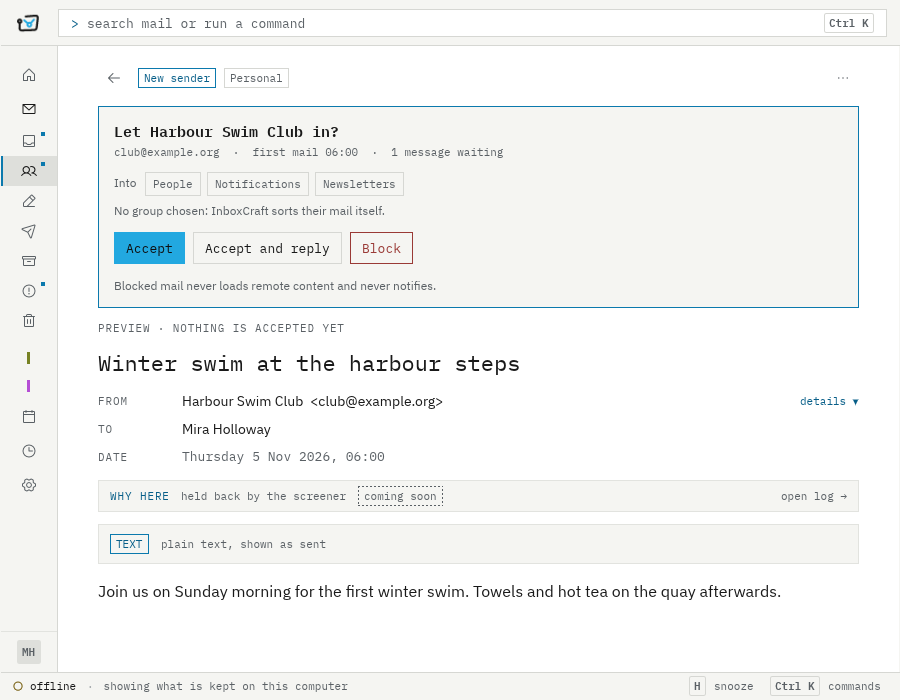 > search mail or run a command Ctrl K
New sender Personal ...
Let Harbour Swim Club in?
club@example.org · first mail 06:00 · 1 message waiting
Into People Notifications Newsletters
No group chosen: InboxCraft sorts their mail itself.
Accept Accept and reply Block
Blocked mail never loads remote content and never notifies.
PREVIEW · NOTHING IS ACCEPTED YET
Winter swim at the harbour steps
FROM Harbour Swim Club <club@example.org> details ▾
TO Mira Holloway
DATE Thursday 5 Nov 2026, 06:00
WHY HERE held back by the screener coming soon open log →
TEXT plain text, shown as sent
Join us on Sunday morning for the first winter swim. Towels and hot tea on the quay afterwards.
MH
offline · showing what is kept on this computer H snooze Ctrl K commands